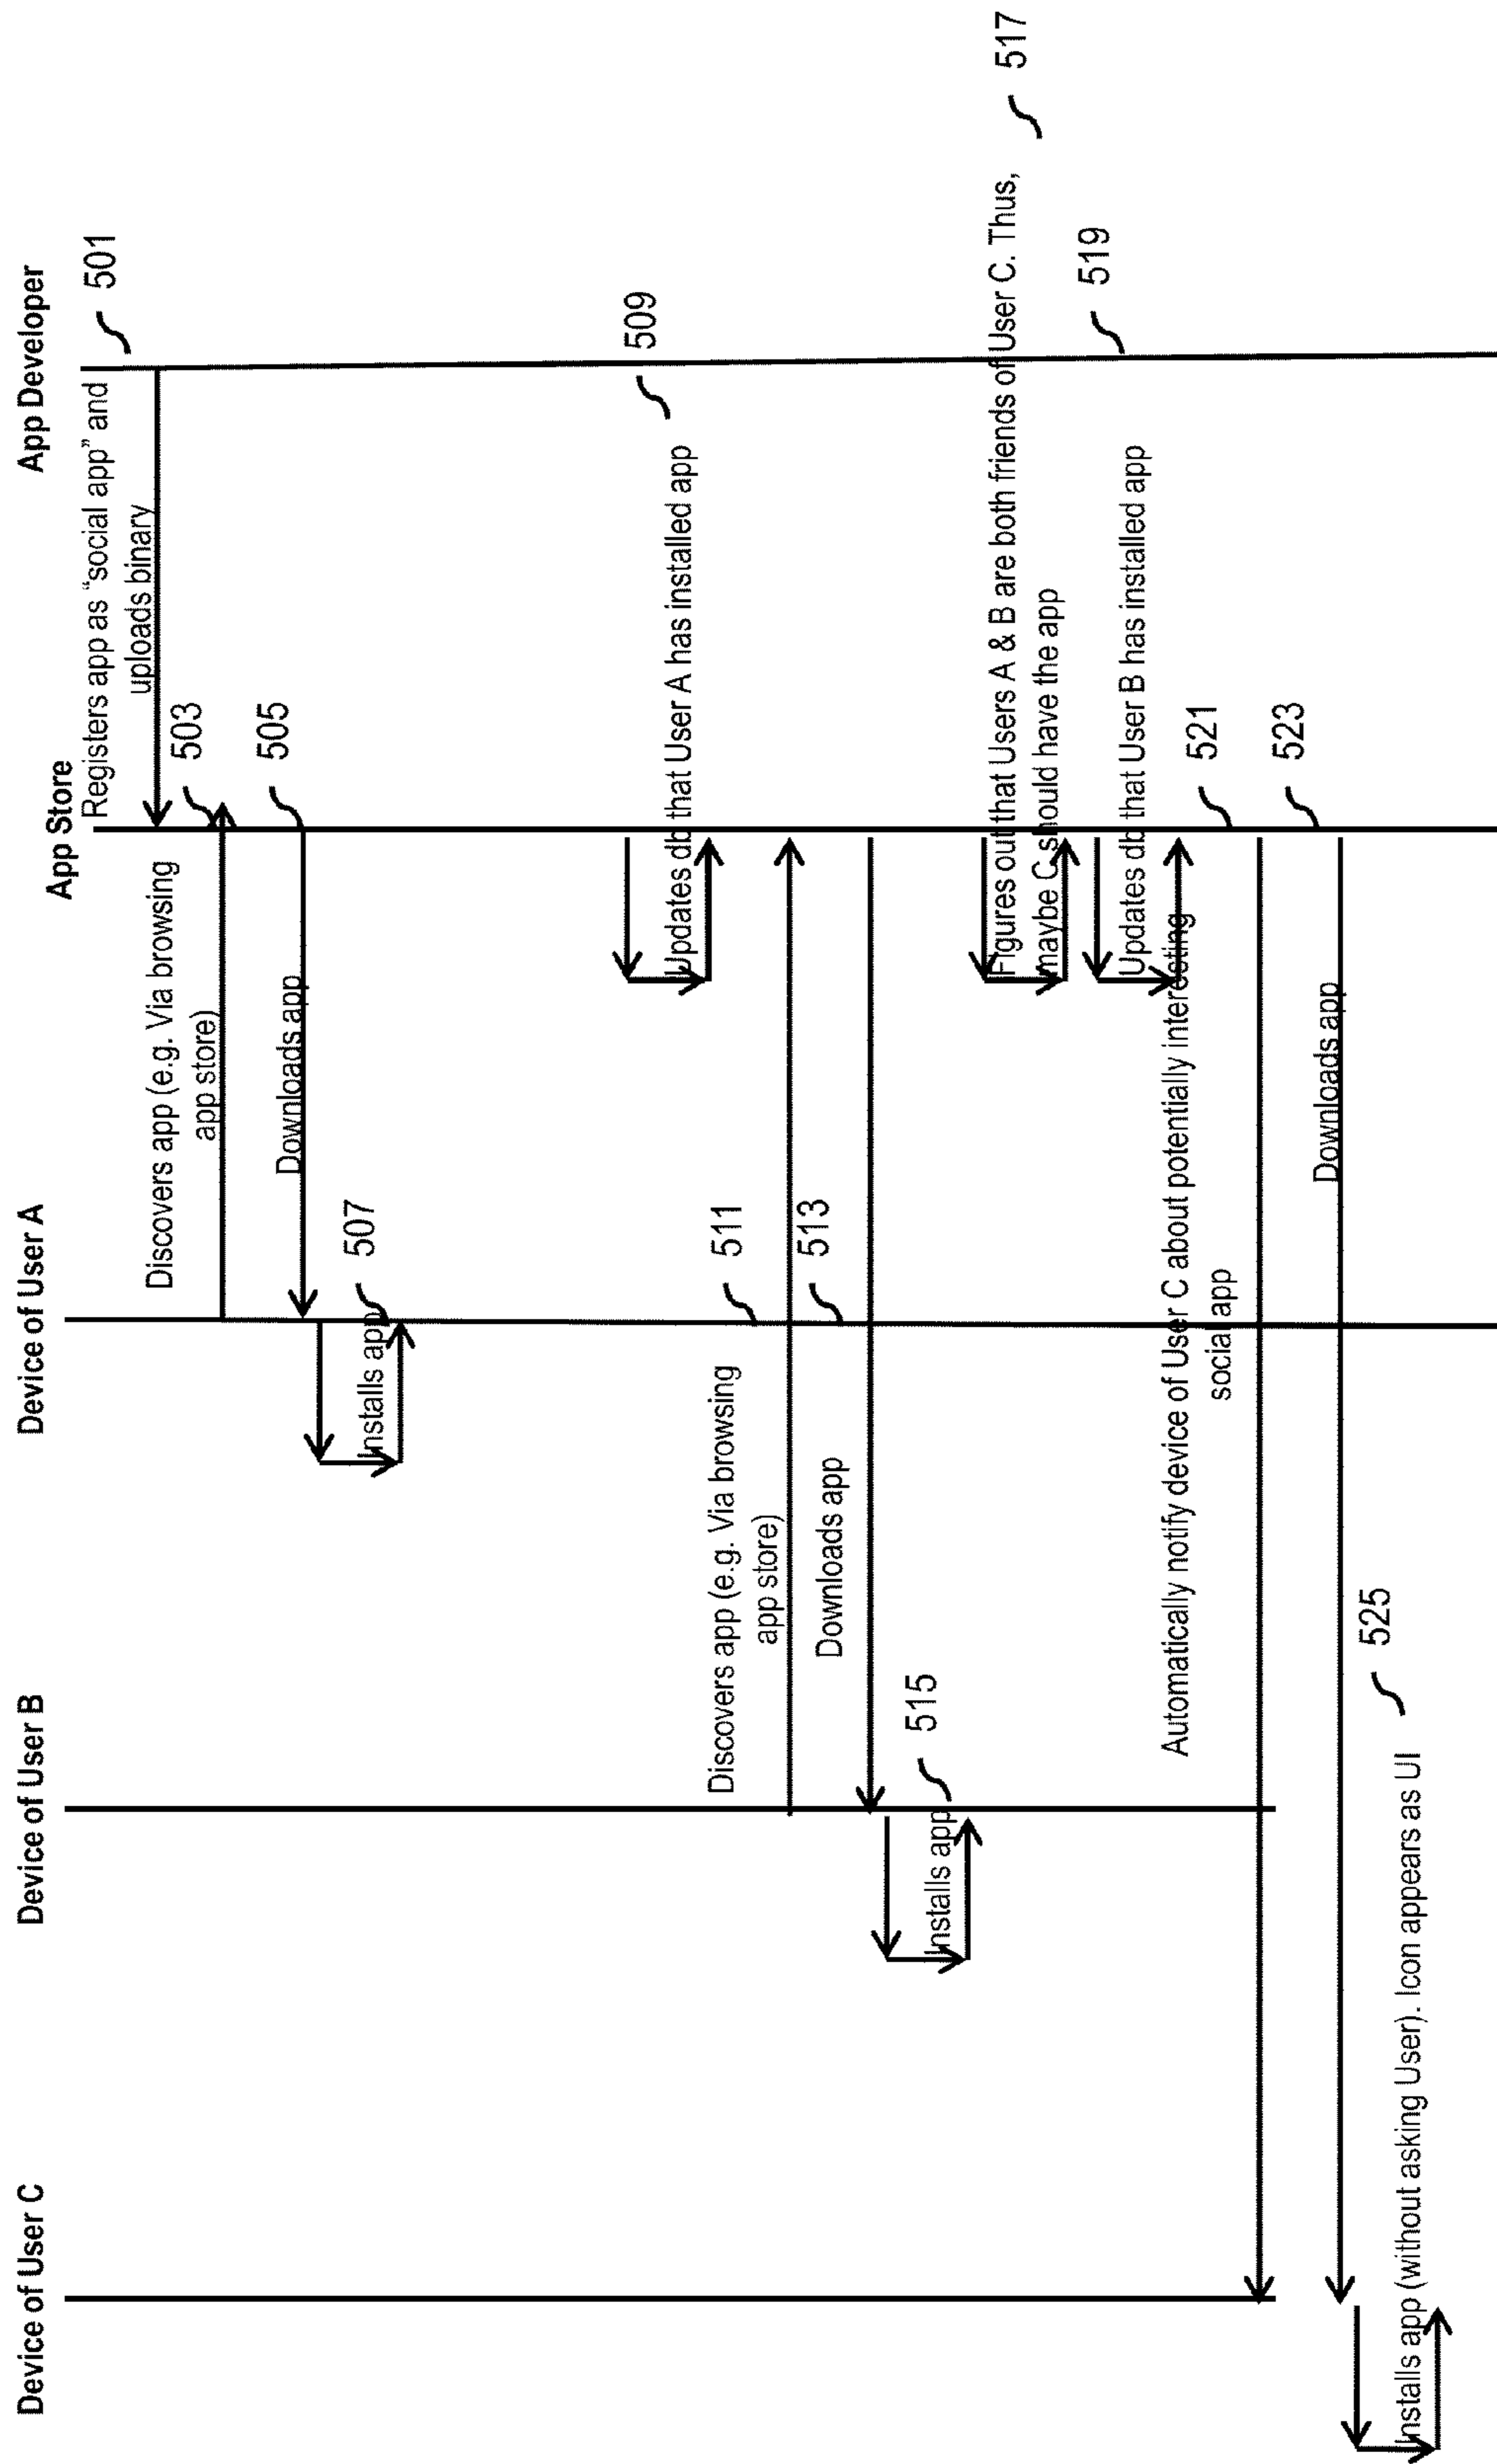 Device of User C
Device of User B
Device of User A
App Store
App Developer
501
Registers app as “social app” and
uploads binary
503
Discovers app (e.g. Via browsing
app store)
505
Downloads app
507
Installs app
509
Updates db that User A has installed app
511
Discovers app (e.g. Via browsing
app store)
513
Downloads app
515
Installs app
517
Figures out that Users A & B are both friends of User C. Thus,
maybe C should have the app
519
Updates db that User B has installed app
521
Automatically notify device of User C about potentially interecting
social app
523
Downloads app
525
Installs app (without asking User). Icon appears as UI